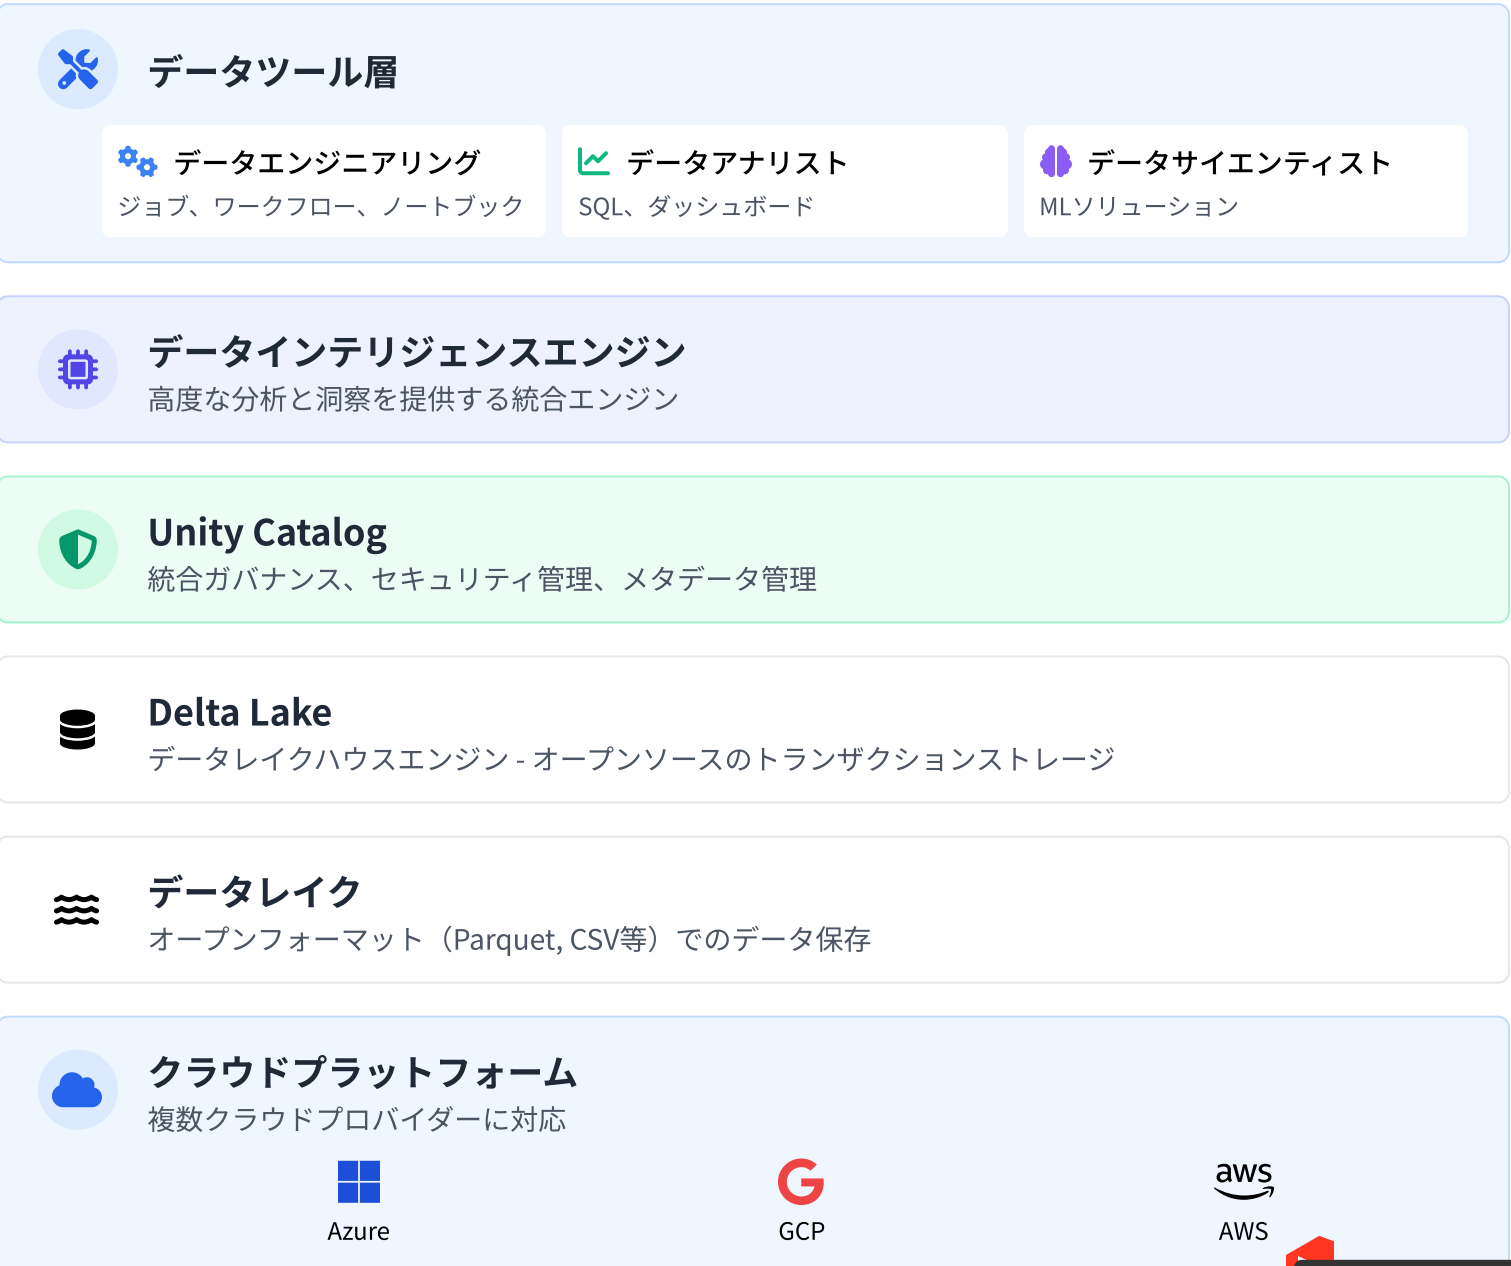 データツール層
データエンジニアリング
ジョブ、ワークフロー、ノートブック
データアナリスト
SQL、ダッシュボード
データサイエンティスト
MLソリューション
データインテリジェンスエンジン
高度な分析と洞察を提供する統合エンジン
Unity Catalog
統合ガバナンス、セキュリティ管理、メタデータ管理
Delta Lake
データレイクハウスエンジン - オープンソースのトランザクションストレージ
データレイク
オープンフォーマット（Parquet, CSV等）でのデータ保存
クラウドプラットフォーム
複数クラウドプロバイダーに対応
aws
Azure
GCP
AWS